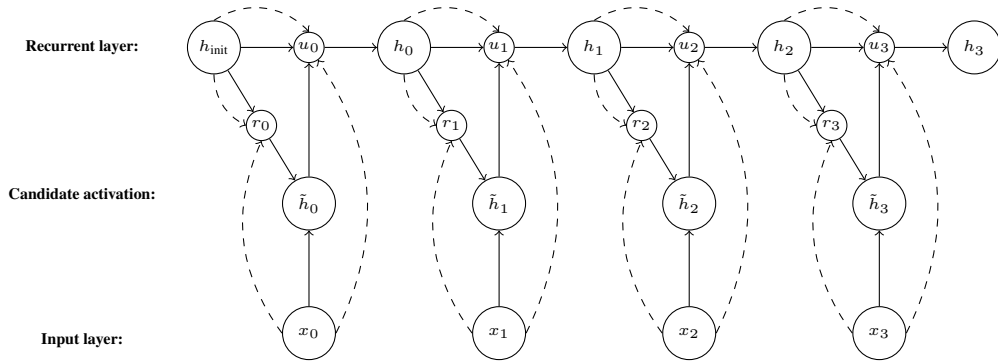 Recurrent layer: h_init u_0 h_0 u_1 h_1 u_2 h_2 u_3 h_3
r_0 r_1 r_2 r_3
Candidate activation: h̃_0 h̃_1 h̃_2 h̃_3
Input layer: x_0 x_1 x_2 x_3